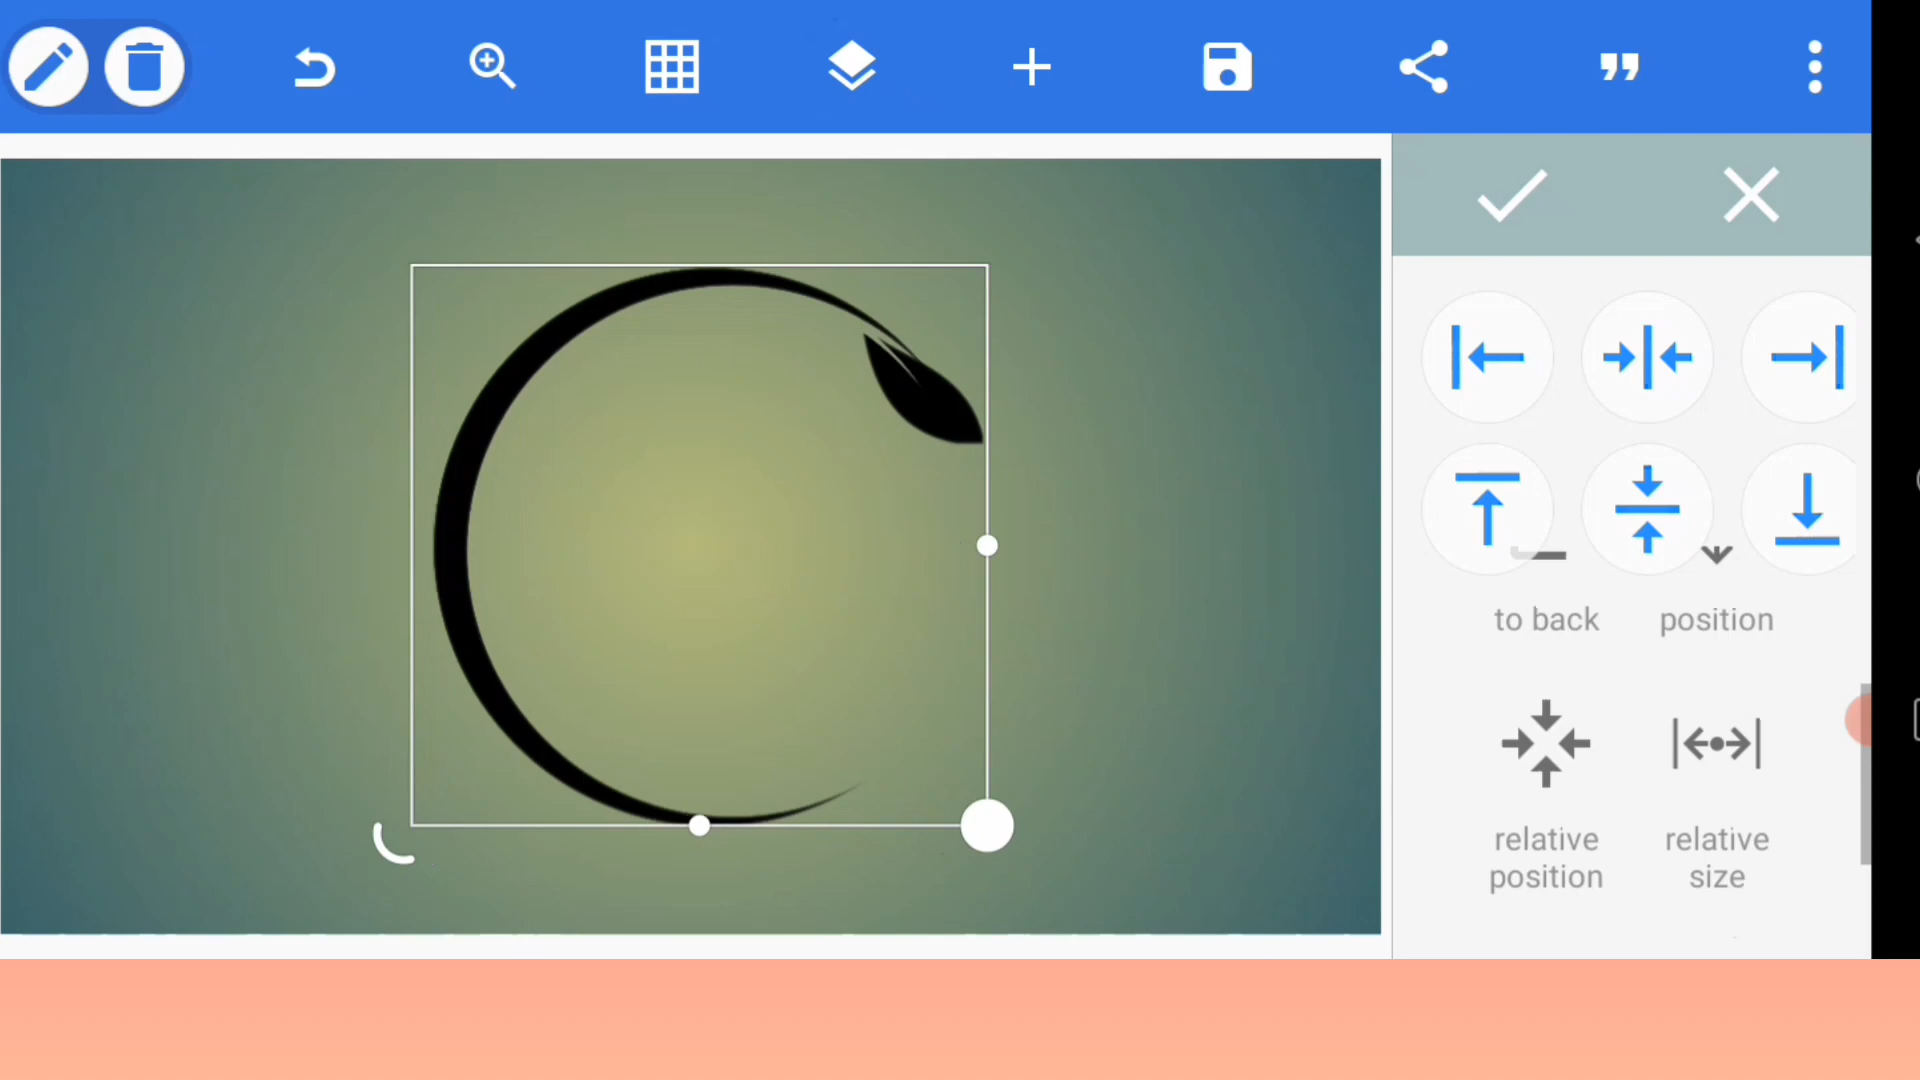 to back
position
relative
position
relative
size